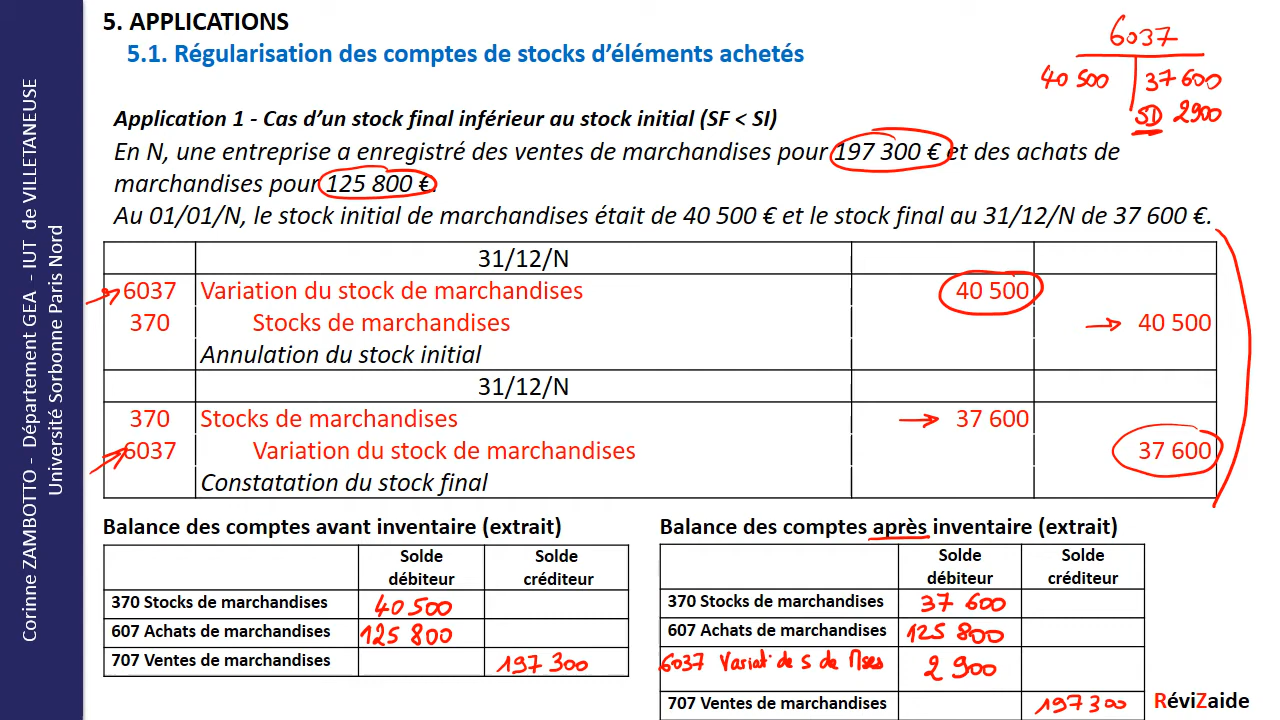 Corinne ZAMBOTTO - Département GEA - IUT de VILLETANEUSE
Université Sorbonne Paris Nord
5. APPLICATIONS
5.1. Régularisation des comptes de stocks d'éléments achetés
6037
40 500 37 600
SD 2900
Application 1 - Cas d'un stock final inférieur au stock initial (SF < SI)
En N, une entreprise a enregistré des ventes de marchandises pour 197 300 € et des achats de
marchandises pour 125 800 €.
Au 01/01/N, le stock initial de marchandises était de 40 500 € et le stock final au 31/12/N de 37 600 €.
31/12/N
6037 Variation du stock de marchandises 40 500
370 Stocks de marchandises 40 500
Annulation du stock initial
31/12/N
370 Stocks de marchandises 37 600
6037 Variation du stock de marchandises 37 600
Constatation du stock final
Balance des comptes avant inventaire (extrait)
Solde débiteur Solde créditeur
370 Stocks de marchandises 40 500
607 Achats de marchandises 125 800
707 Ventes de marchandises 197 300
Balance des comptes après inventaire (extrait)
Solde débiteur Solde créditeur
370 Stocks de marchandises 37 600
607 Achats de marchandises 125 800
6037 Variat° de S de Mses 2 900
707 Ventes de marchandises 197 300
RéviZaide